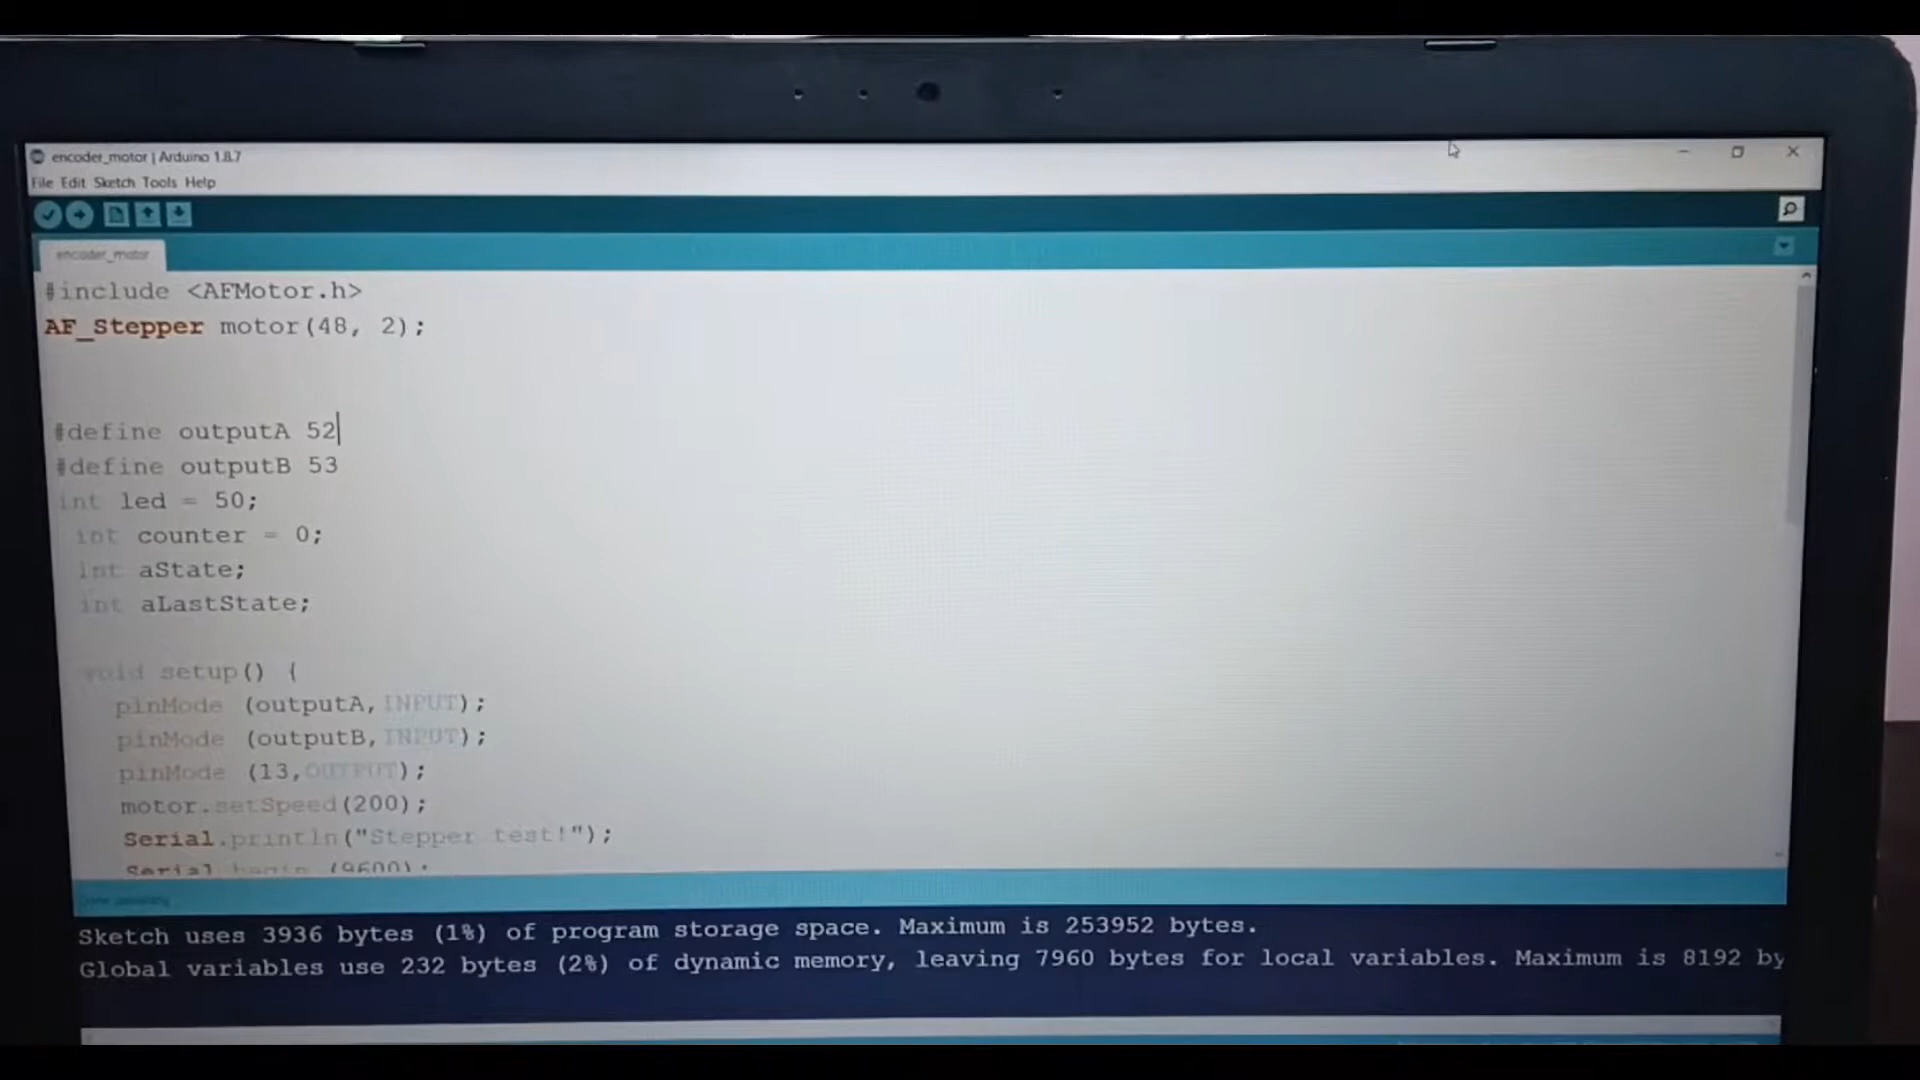 encoder_motor | Arduino 1.8.7
File Edit Sketch Tools Help
encoder_motor
#include <AFMotor.h>
AF_Stepper motor(48, 2);
#define outputA 52
#define outputB 53
int led = 50;
int counter = 0;
int aState;
int aLastState;
void setup() {
pinMode (outputA,INPUT);
pinMode (outputB,INPUT);
pinMode (13,OUTPUT);
motor.setSpeed(200);
Serial.println("Stepper test!");
Serial.begin (9600);
Sketch uses 3936 bytes (1%) of program storage space. Maximum is 253952 bytes.
Global variables use 232 bytes (2%) of dynamic memory, leaving 7960 bytes for local variables. Maximum is 8192 by